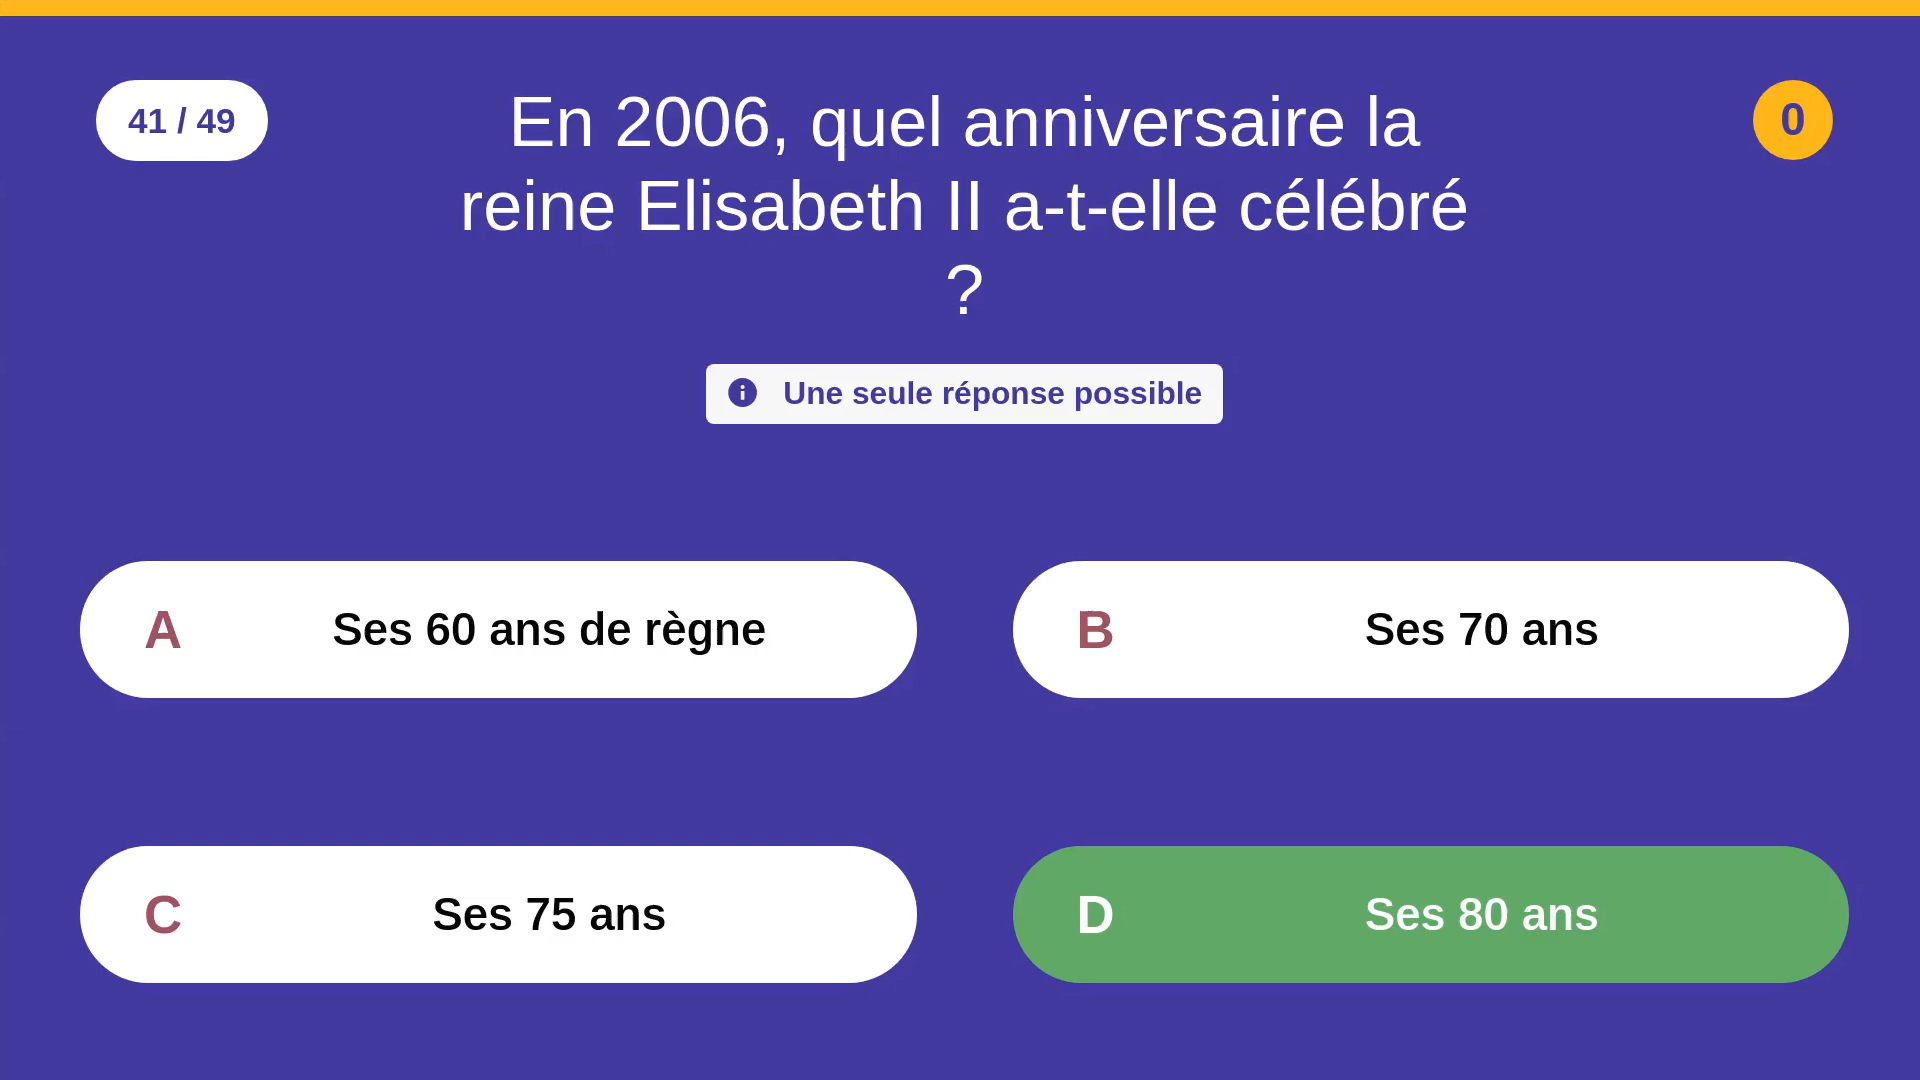 41 / 49
En 2006, quel anniversaire la
reine Elisabeth II a-t-elle célébré
?
0
Une seule réponse possible
A Ses 60 ans de règne
B Ses 70 ans
C Ses 75 ans
D Ses 80 ans